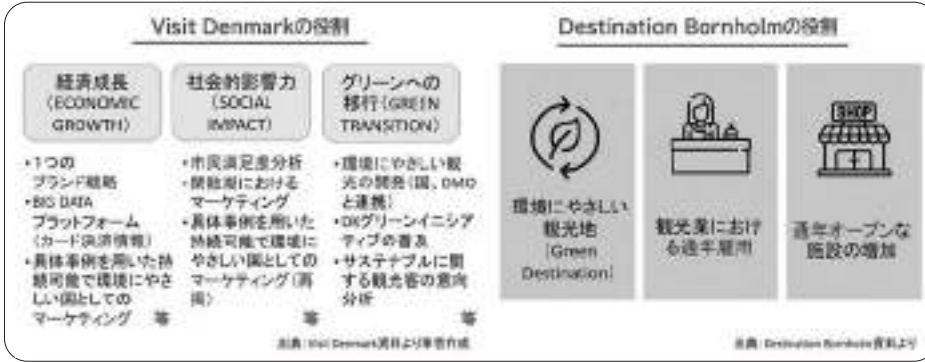 Visit Denmarkの役割
経済成長
(ECONOMIC
GROWTH)
・1つの
ブランド戦略
・BIG DATA
プラットフォーム
(カード決済情報)
・具体事例を用いた持
続可能で環境にやさ
しい国としての
マーケティング 等
社会的影響力
(SOCIAL
IMPACT)
・市民満足度分析
・閑散期における
マーケティング
・具体事例を用いた
持続可能で環境に
やさしい国としての
マーケティング(再
掲) 等
グリーンへの
移行(GREEN
TRANSITION)
・環境にやさしい観
光の開発(国、DMO
と連携)
・DKグリーンイニシア
ティブの普及
・サステナブルに関
する観光客の意向
分析 等
出典:Visit Denmark資料より筆者作成
Destination Bornholmの役割
環境にやさしい
観光地
(Green
Destination)
観光業におけ
る通年雇用
SHOP
通年オープンな
施設の増加
出典:Destination Bornholm資料より